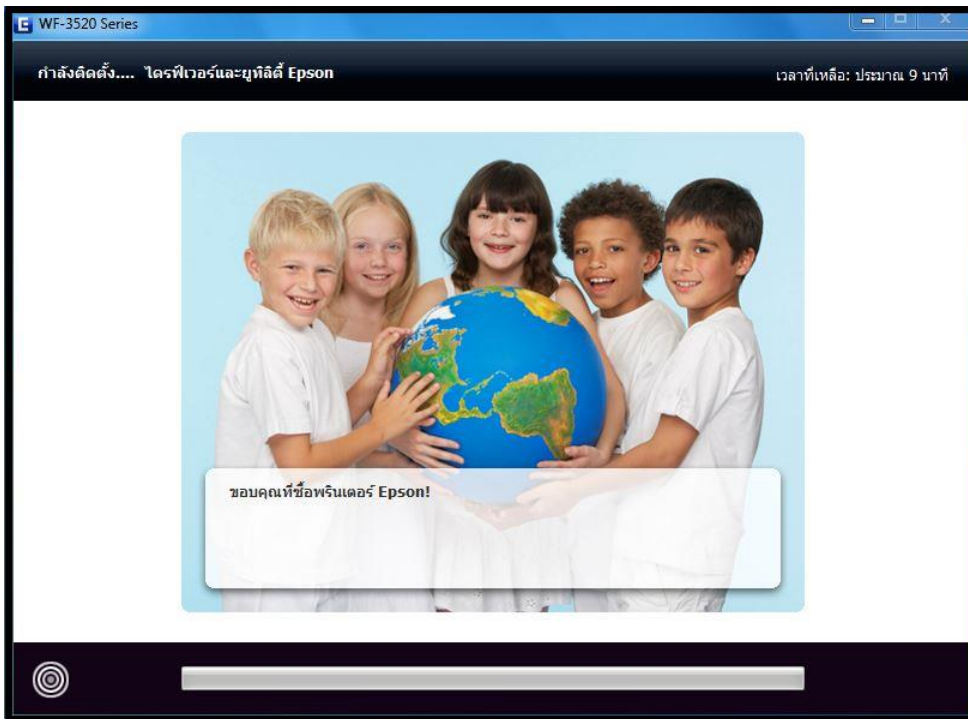 WF-3520 Series
กำลังติดตั้ง.... ไดรฟ์เวอร์และยูทิลิตี้ Epson
เวลาที่เหลือ: ประมาณ 9 นาที
ขอบคุณที่ซื้อพรินเตอร์ Epson!